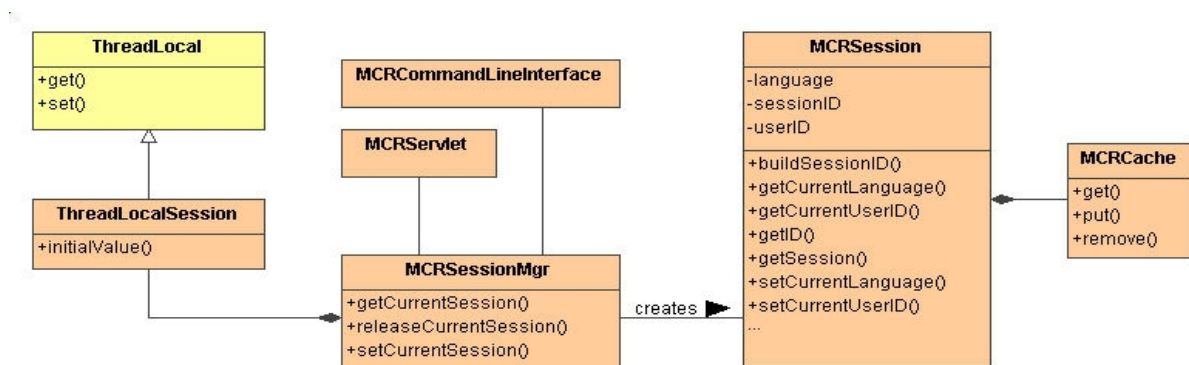 ThreadLocal
+get()
+set()
ThreadLocalSession
+initialValue()
MCRCommandLineInterface
MCRServlet
MCRSessionMgr
+getCurrentSession()
+releaseCurrentSession()
+setCurrentSession()
creates
MCRSession
-language
-sessionID
-userID
+buildSessionID()
+getCurrentLanguage()
+getCurrentUserID()
+getID()
+getSession()
+setCurrentLanguage()
+setCurrentUserID()
...
MCRCache
+get()
+put()
+remove()